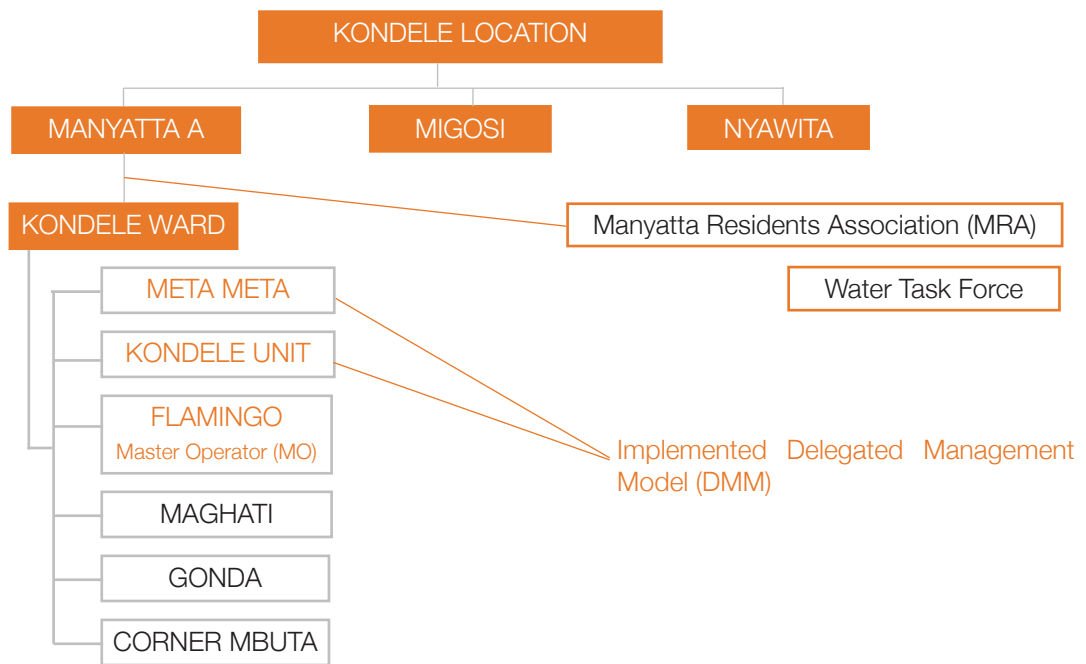 KONDELE LOCATION
MANYATTA A
MIGOSI
NYAWITA
KONDELE WARD
Manyatta Residents Association (MRA)
META META
Water Task Force
KONDELE UNIT
FLAMINGO
Master Operator (MO)
Implemented Delegated Management
Model (DMM)
MAGHATI
GONDA
CORNER MBUTA